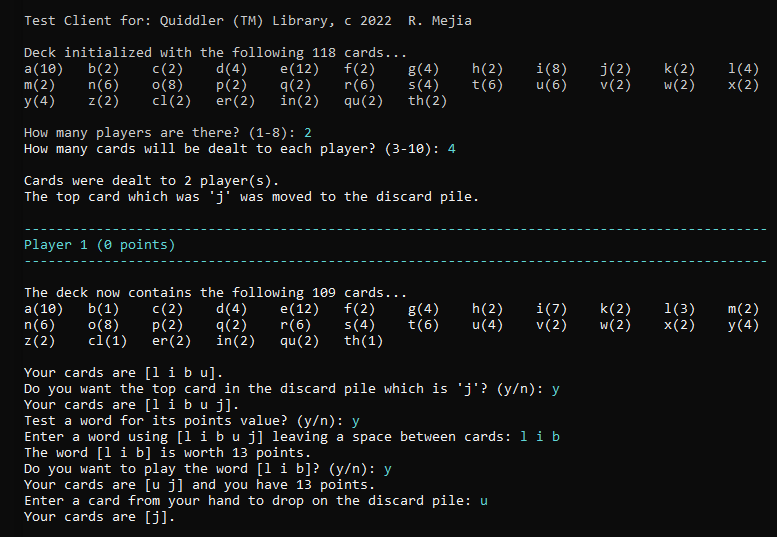 Test Client for: Quiddler (TM) Library, c 2022  R. Mejia
Deck initialized with the following 118 cards...
a(10)   b(2)    c(2)    d(4)    e(12)   f(2)    g(4)    h(2)    i(8)    j(2)    k(2)    l(4)
m(2)    n(6)    o(8)    p(2)    q(2)    r(6)    s(4)    t(6)    u(6)    v(2)    w(2)    x(2)
y(4)    z(2)    cl(2)   er(2)   in(2)   qu(2)   th(2)
How many players are there? (1-8): 2
How many cards will be dealt to each player? (3-10): 4
Cards were dealt to 2 player(s).
The top card which was 'j' was moved to the discard pile.
---------------------------------------------------------------------------------------------
Player 1 (0 points)
---------------------------------------------------------------------------------------------
The deck now contains the following 109 cards...
a(10)   b(1)    c(2)    d(4)    e(12)   f(2)    g(4)    h(2)    i(7)    k(2)    l(3)    m(2)
n(6)    o(8)    p(2)    q(2)    r(6)    s(4)    t(6)    u(4)    v(2)    w(2)    x(2)    y(4)
z(2)    cl(1)   er(2)   in(2)   qu(2)   th(1)
Your cards are [l i b u].
Do you want the top card in the discard pile which is 'j'? (y/n): y
Your cards are [l i b u j].
Test a word for its points value? (y/n): y
Enter a word using [l i b u j] leaving a space between cards: l i b
The word [l i b] is worth 13 points.
Do you want to play the word [l i b]? (y/n): y
Your cards are [u j] and you have 13 points.
Enter a card from your hand to drop on the discard pile: u
Your cards are [j].